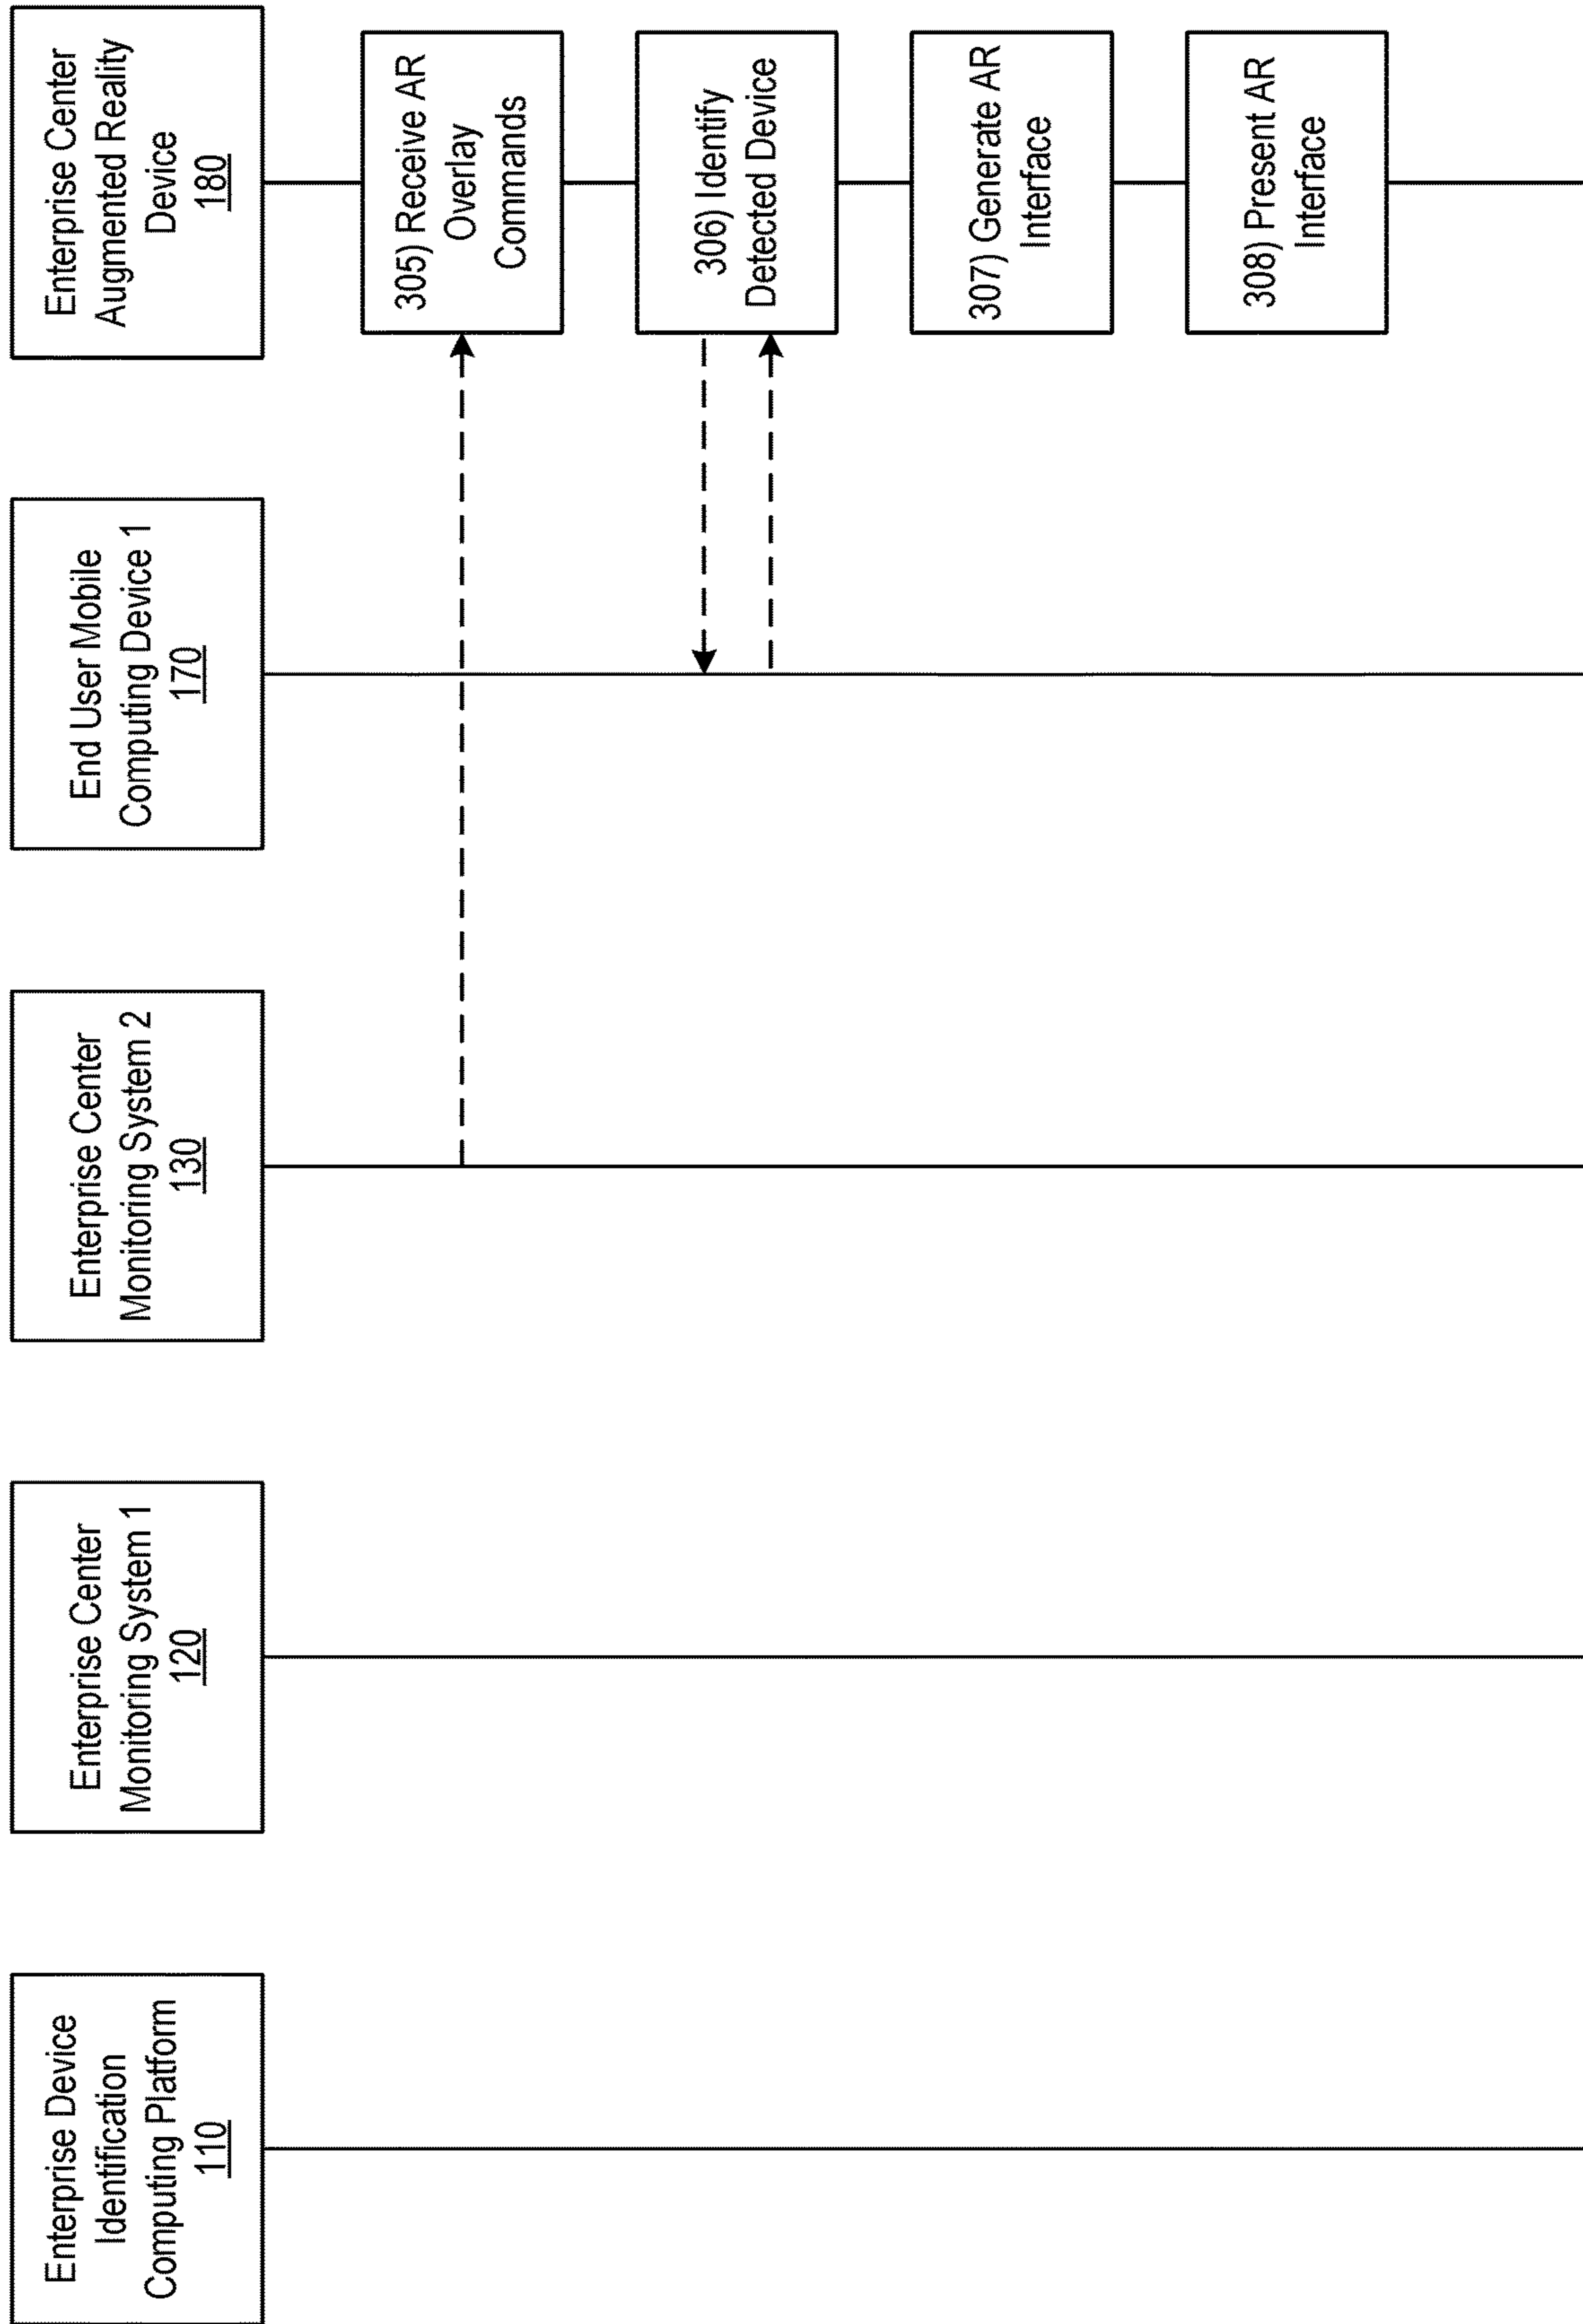 Enterprise Device
Identification
Computing Platform
110
Enterprise Center
Monitoring System 1
120
Enterprise Center
Monitoring System 2
130
End User Mobile
Computing Device 1
170
Enterprise Center
Augmented Reality
Device
180
305) Receive AR
Overlay
Commands
306) Identify
Detected Device
307) Generate AR
Interface
308) Present AR
Interface